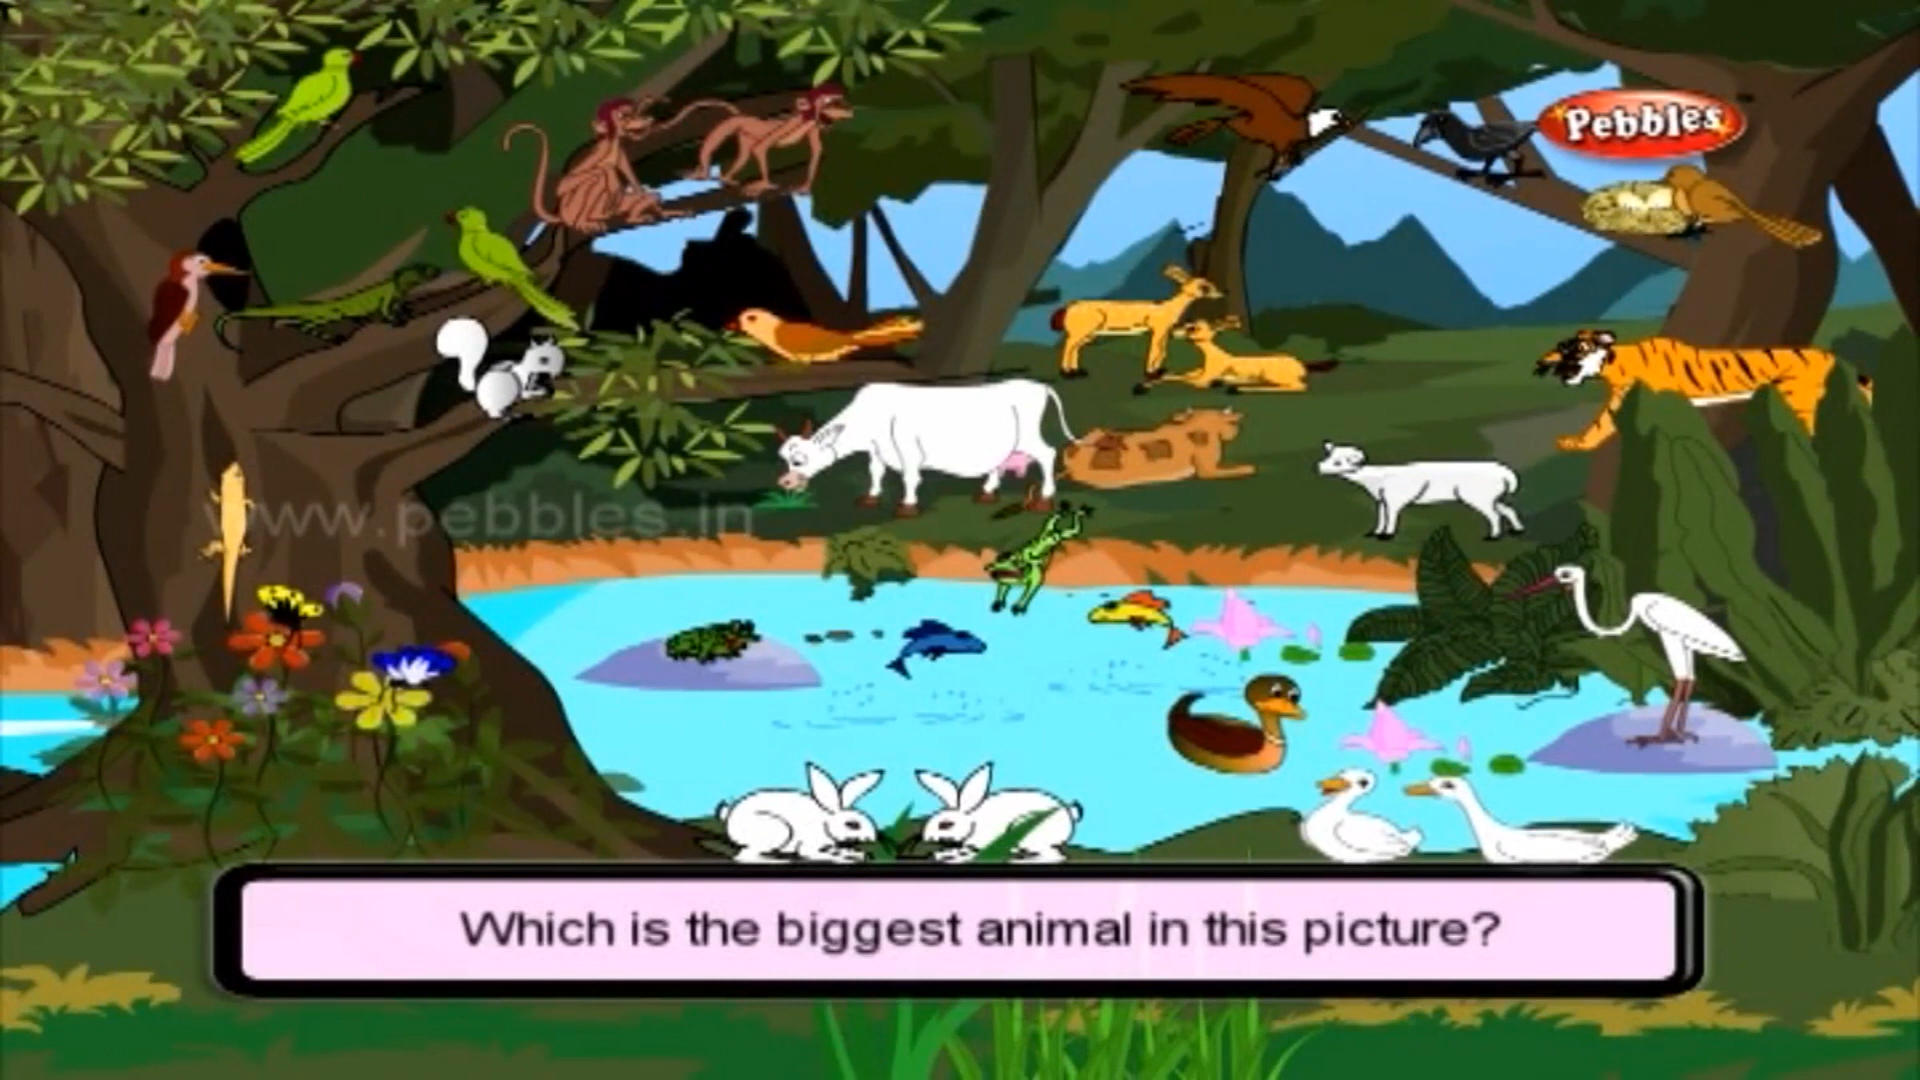 Pebbles
www.pebbles.in
Which is the biggest animal in this picture?